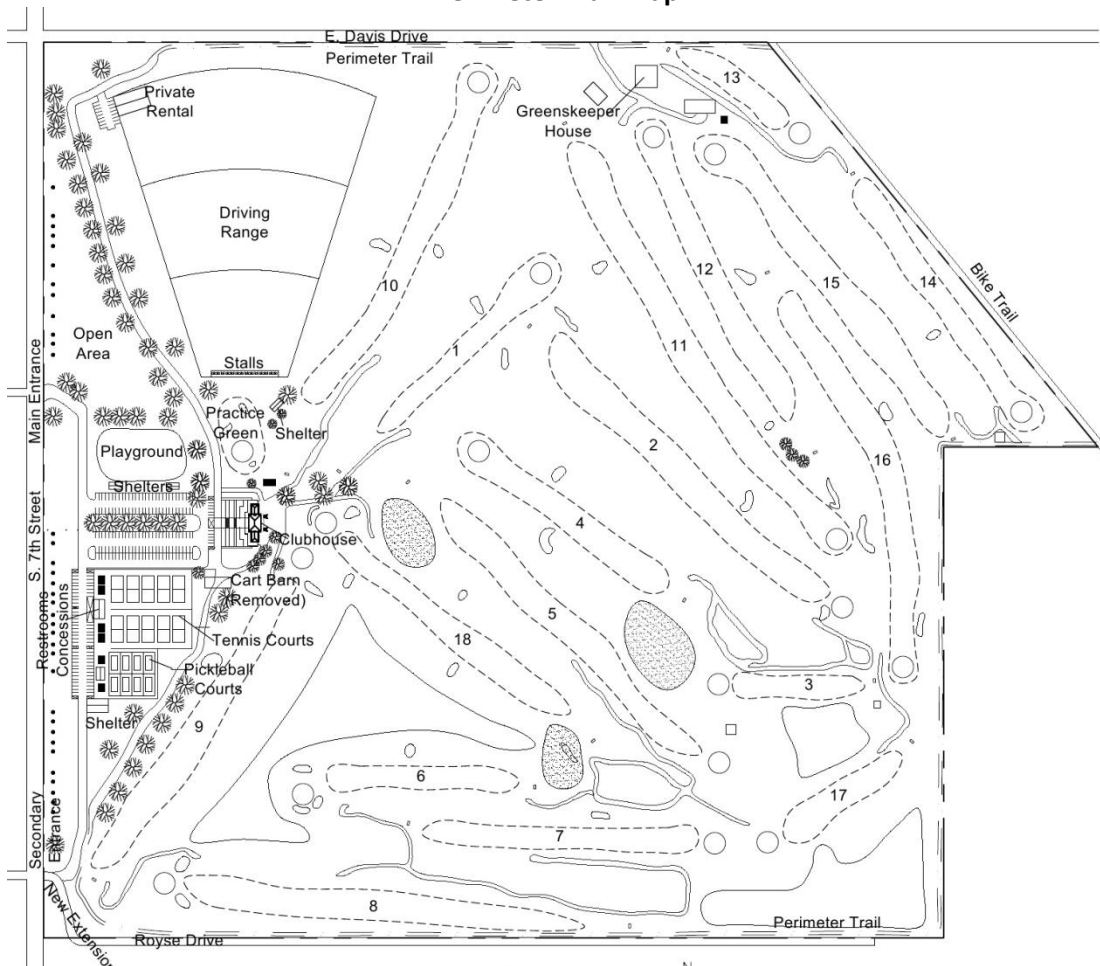 E. Davis Drive
Perimeter Trail
13
Private
Rental
Greenskeeper
House
Driving
Range
12
15
14
Bike Trail
10
Open
Area
1
11
Stalls
Main Entrance
Practice
Green
Shelter
2
Playground
16
Shelters
S. 7th Street
4
Clubhouse
Cart Barn
(Removed)
Restrooms
Concessions
Tennis Courts
5
18
Pickleball
Courts
3
Shelter
9
6
17
Secondary
Entrance
7
New Extension
8
Perimeter Trail
Royse Drive